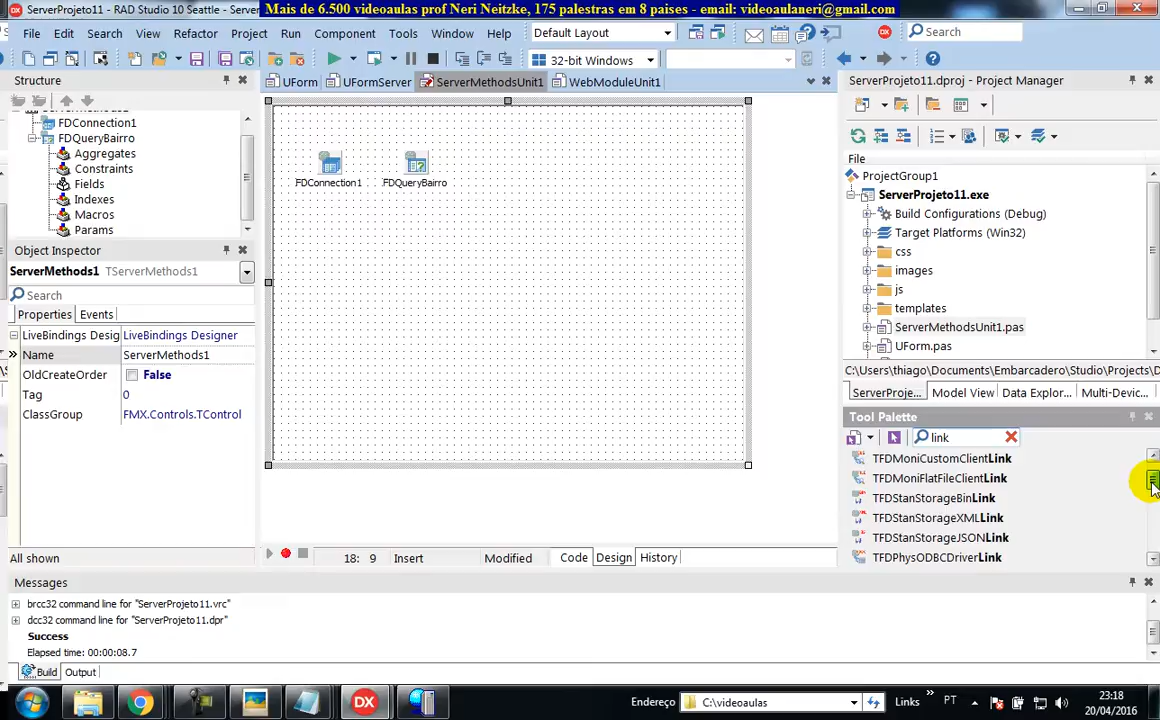 ServerProjeto11 - RAD Studio 10 Seattle - Server
Mais de 6.500 videoaulas prof Neri Neitzke, 175 palestras em 8 paises - email: videoaulaneri@gmail.com
File Edit Search View Refactor Project Run Component Tools Window Help
Default Layout
Search
32-bit Windows
Structure
FDConnection1
FDQueryBairro
Aggregates
Constraints
Fields
Indexes
Macros
Params
Object Inspector
ServerMethods1 TServerMethods1
Search
Properties Events
LiveBindings Desig LiveBindings Designer
Name ServerMethods1
OldCreateOrder False
Tag 0
ClassGroup FMX.Controls.TControl
All shown
UForm UFormServer ServerMethodsUnit1 WebModuleUnit1
FDConnection1 FDQueryBairro
18: 9 Insert Modified Code Design History
ServerProjeto11.dproj - Project Manager
File
ProjectGroup1
ServerProjeto11.exe
Build Configurations (Debug)
Target Platforms (Win32)
css
images
js
templates
ServerMethodsUnit1.pas
UForm.pas
C:\Users\thiago\Documents\Embarcadero\Studio\Projects\D
ServerProje... Model View Data Explor... Multi-Devic...
Tool Palette
link
TFDMoniCustomClientLink
TFDMoniFlatFileClientLink
TFDStanStorageBinLink
TFDStanStorageXMLLink
TFDStanStorageJSONLink
TFDPhysODBCDriverLink
Messages
brcc32 command line for "ServerProjeto11.vrc"
dcc32 command line for "ServerProjeto11.dpr"
Success
Elapsed time: 00:00:08.7
Build Output
Endereço C:\videoaulas Links » PT
23:18
20/04/2016